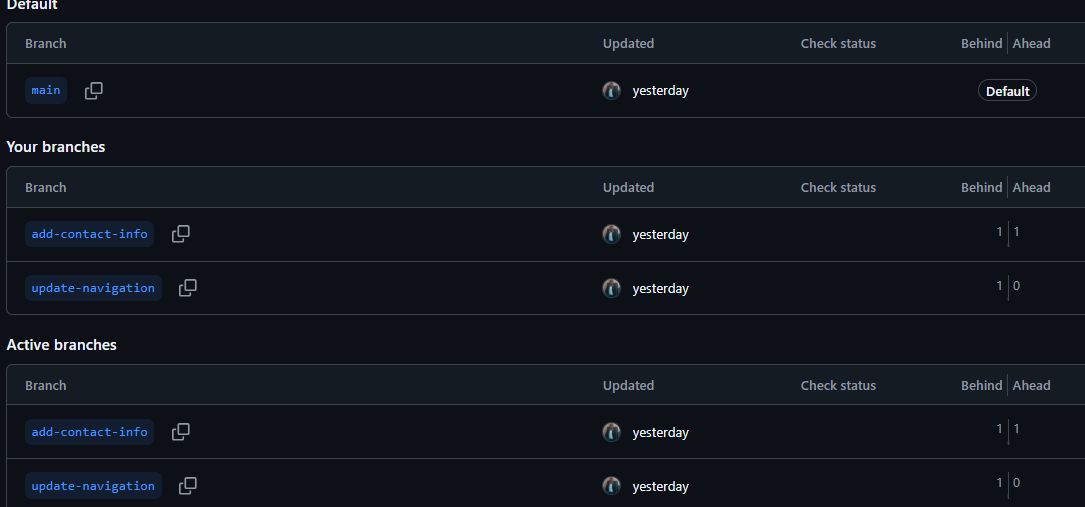 Default
Branch Updated Check status Behind Ahead
main yesterday Default
Your branches
Branch Updated Check status Behind Ahead
add-contact-info yesterday 1 1
update-navigation yesterday 1 0
Active branches
Branch Updated Check status Behind Ahead
add-contact-info yesterday 1 1
update-navigation yesterday 1 0